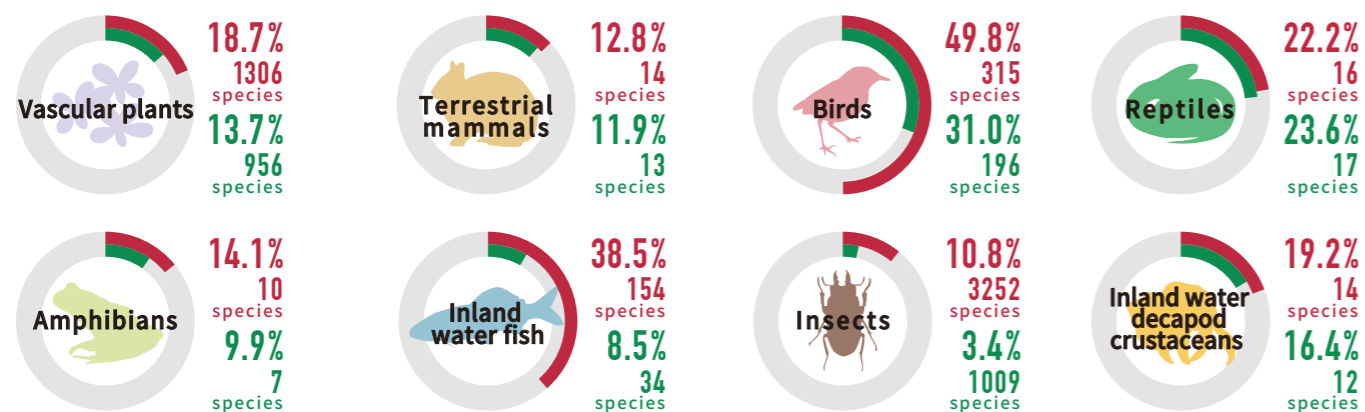 Vascular plants
18.7%
1306
species
13.7%
956
species
Terrestrial
mammals
12.8%
14
species
11.9%
13
species
Birds
49.8%
315
species
31.0%
196
species
Reptiles
22.2%
16
species
23.6%
17
species
Amphibians
14.1%
10
species
9.9%
7
species
Inland
water fish
38.5%
154
species
8.5%
34
species
Insects
10.8%
3252
species
3.4%
1009
species
Inland water
decapod
crustaceans
19.2%
14
species
16.4%
12
species